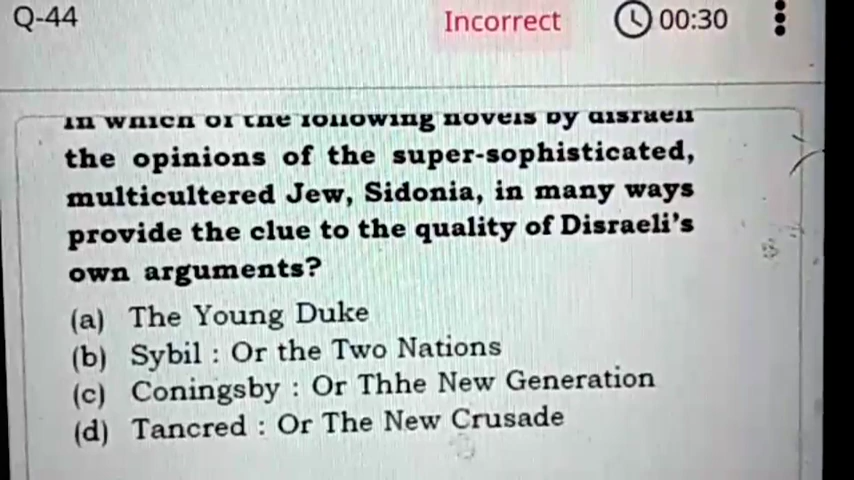 Q-44
Incorrect
00:30
in which of the following novels by disraeli
the opinions of the super-sophisticated,
multicultered Jew, Sidonia, in many ways
provide the clue to the quality of Disraeli's
own arguments?
(a) The Young Duke
(b) Sybil : Or the Two Nations
(c) Coningsby : Or Thhe New Generation
(d) Tancred : Or The New Crusade